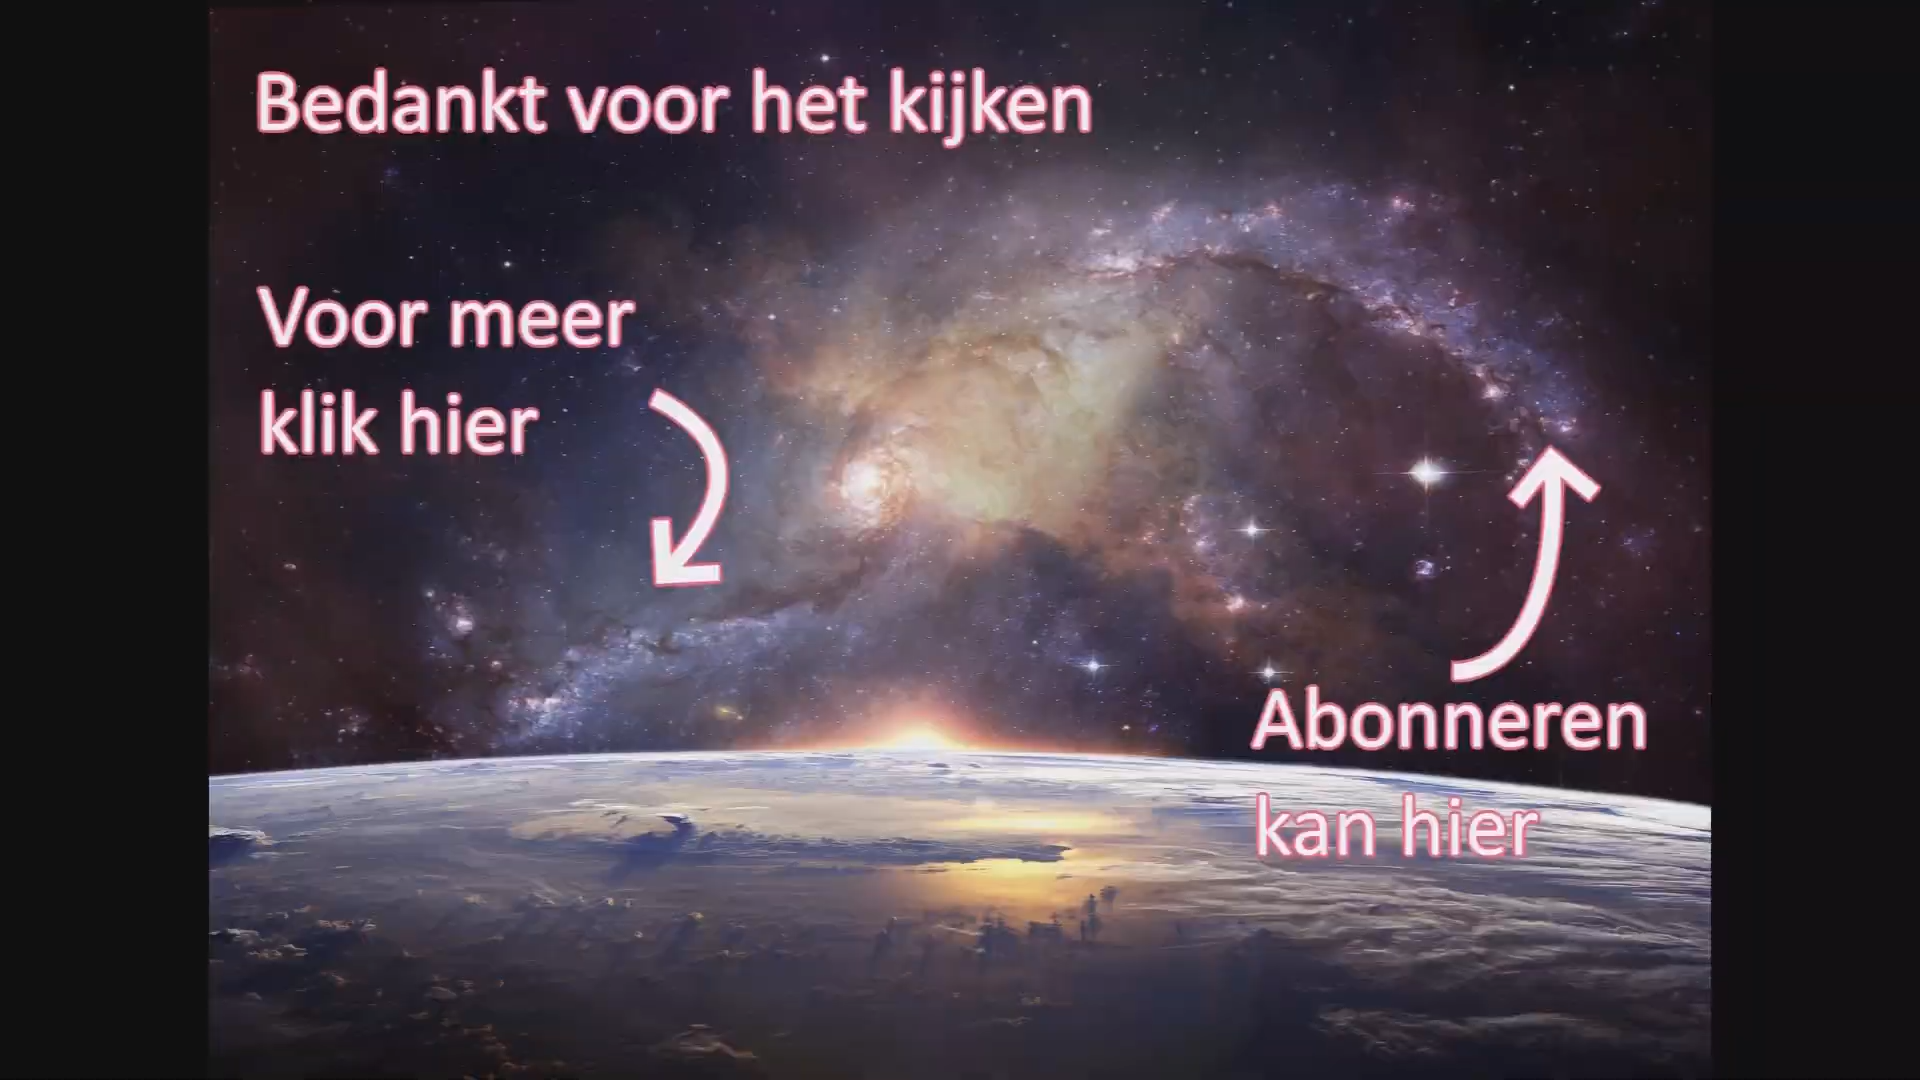 Bedankt voor het kijken
Voor meer
klik hier
Abonneren
kan hier